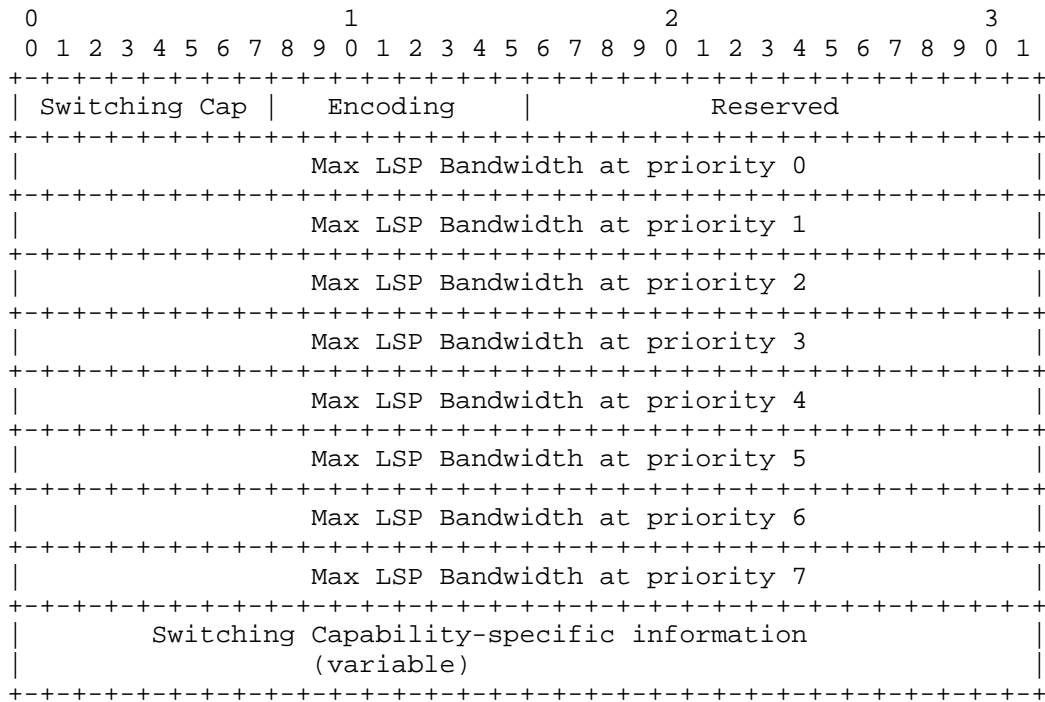 0                   1                   2                   3
 0 1 2 3 4 5 6 7 8 9 0 1 2 3 4 5 6 7 8 9 0 1 2 3 4 5 6 7 8 9 0 1
+-+-+-+-+-+-+-+-+-+-+-+-+-+-+-+-+-+-+-+-+-+-+-+-+-+-+-+-+-+-+-+-+
| Switching Cap |   Encoding    |           Reserved            |
+-+-+-+-+-+-+-+-+-+-+-+-+-+-+-+-+-+-+-+-+-+-+-+-+-+-+-+-+-+-+-+-+
|                  Max LSP Bandwidth at priority 0              |
+-+-+-+-+-+-+-+-+-+-+-+-+-+-+-+-+-+-+-+-+-+-+-+-+-+-+-+-+-+-+-+-+
|                  Max LSP Bandwidth at priority 1              |
+-+-+-+-+-+-+-+-+-+-+-+-+-+-+-+-+-+-+-+-+-+-+-+-+-+-+-+-+-+-+-+-+
|                  Max LSP Bandwidth at priority 2              |
+-+-+-+-+-+-+-+-+-+-+-+-+-+-+-+-+-+-+-+-+-+-+-+-+-+-+-+-+-+-+-+-+
|                  Max LSP Bandwidth at priority 3              |
+-+-+-+-+-+-+-+-+-+-+-+-+-+-+-+-+-+-+-+-+-+-+-+-+-+-+-+-+-+-+-+-+
|                  Max LSP Bandwidth at priority 4              |
+-+-+-+-+-+-+-+-+-+-+-+-+-+-+-+-+-+-+-+-+-+-+-+-+-+-+-+-+-+-+-+-+
|                  Max LSP Bandwidth at priority 5              |
+-+-+-+-+-+-+-+-+-+-+-+-+-+-+-+-+-+-+-+-+-+-+-+-+-+-+-+-+-+-+-+-+
|                  Max LSP Bandwidth at priority 6              |
+-+-+-+-+-+-+-+-+-+-+-+-+-+-+-+-+-+-+-+-+-+-+-+-+-+-+-+-+-+-+-+-+
|                  Max LSP Bandwidth at priority 7              |
+-+-+-+-+-+-+-+-+-+-+-+-+-+-+-+-+-+-+-+-+-+-+-+-+-+-+-+-+-+-+-+-+
|        Switching Capability-specific information              |
|                  (variable)                                   |
+-+-+-+-+-+-+-+-+-+-+-+-+-+-+-+-+-+-+-+-+-+-+-+-+-+-+-+-+-+-+-+-+